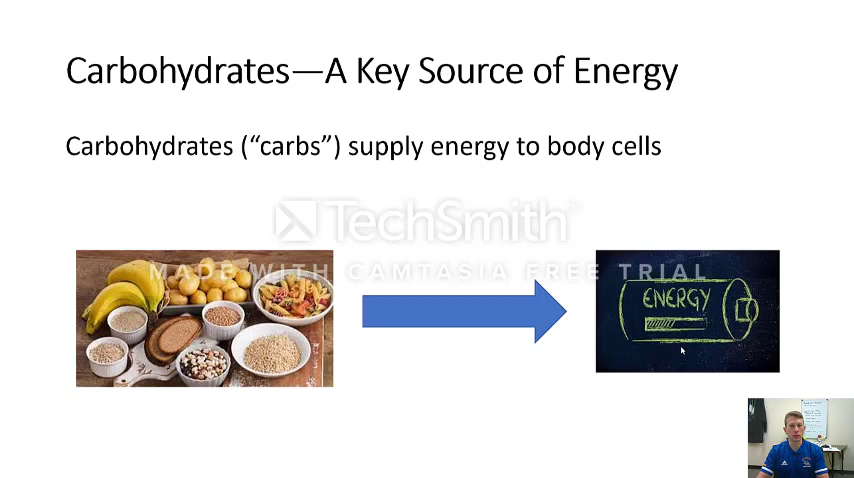 Carbohydrates—A Key Source of Energy
Carbohydrates (“carbs”) supply energy to body cells
TechSmith
MADE WITH CAMTASIA FREE TRIAL
ENERGY